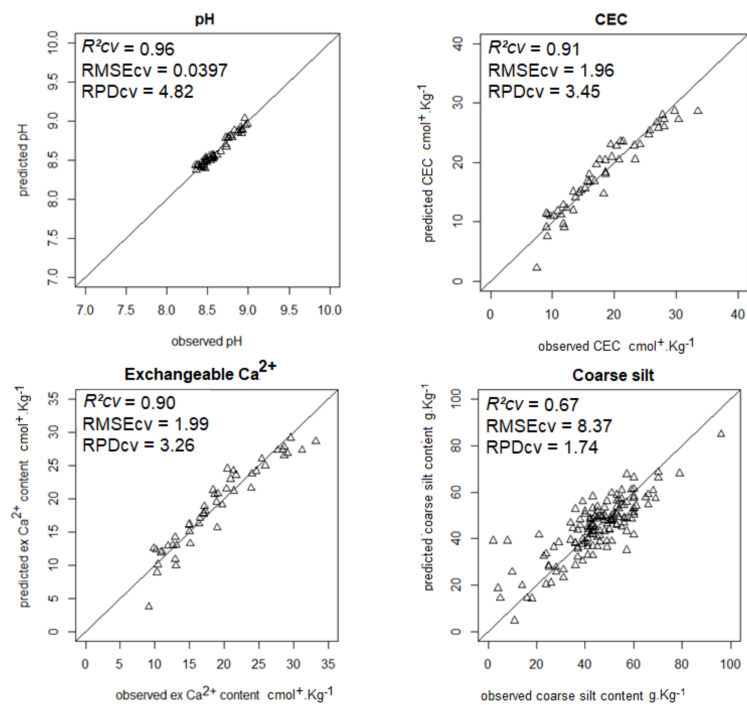 pH
R²cv = 0.96
RMSEcv = 0.0397
RPDcv = 4.82
predicted pH
7.0 7.5 8.0 8.5 9.0 9.5 10.0
7.0 7.5 8.0 8.5 9.0 9.5 10.0
observed pH
CEC
R²cv = 0.91
RMSEcv = 1.96
RPDcv = 3.45
predicted CEC cmol⁺.Kg⁻¹
0 10 20 30 40
0 10 20 30 40
observed CEC cmol⁺.Kg⁻¹
Exchangeable Ca²⁺
R²cv = 0.90
RMSEcv = 1.99
RPDcv = 3.26
predicted ex Ca²⁺ content cmol⁺.Kg⁻¹
0 5 10 15 20 25 30 35
0 5 10 15 20 25 30 35
observed ex Ca²⁺ content cmol⁺.Kg⁻¹
Coarse silt
R²cv = 0.67
RMSEcv = 8.37
RPDcv = 1.74
predicted coarse silt content g.Kg⁻¹
0 20 40 60 80 100
0 20 40 60 80 100
observed coarse silt content g.Kg⁻¹